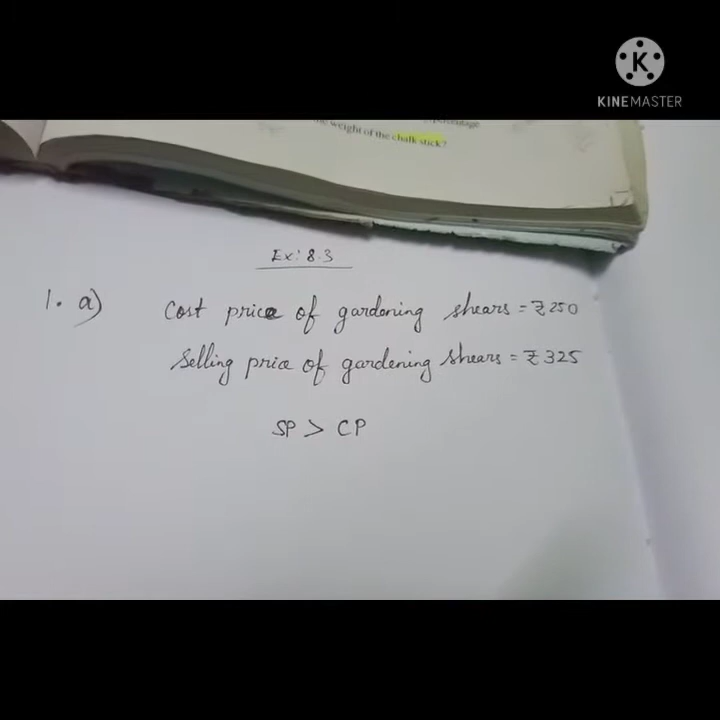 KINEMASTER
percentage
weight of the chalk stick?
Ex: 8.3
1. a) Cost price of gardening shears = ₹250
Selling price of gardening shears = ₹325
SP > CP